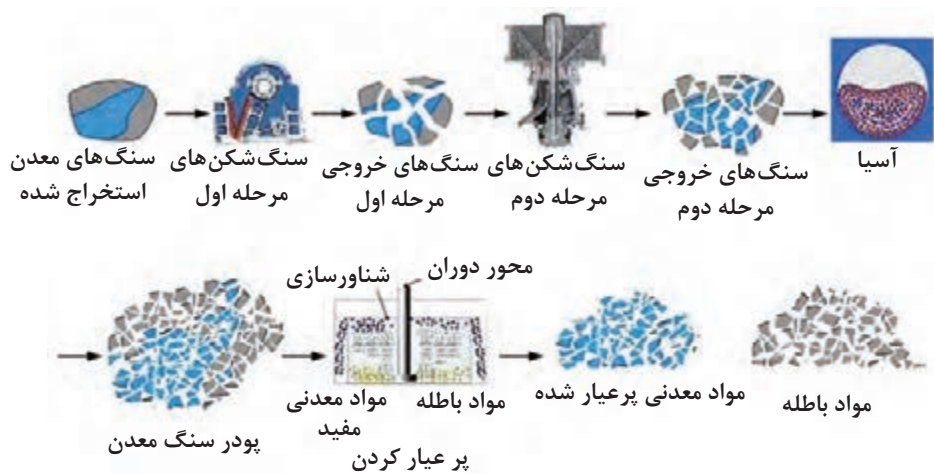 سنگ‌های معدن
استخراج شده
سنگ‌شکن‌های
مرحله اول
سنگ‌های خروجی
مرحله اول
سنگ‌شکن‌های
مرحله دوم
سنگ‌های خروجی
مرحله دوم
آسیا
پودر سنگ معدن
شناورسازی
محور دوران
مواد معدنی
مفید
مواد باطله
پر عیار کردن
مواد معدنی پرعیار شده
مواد باطله